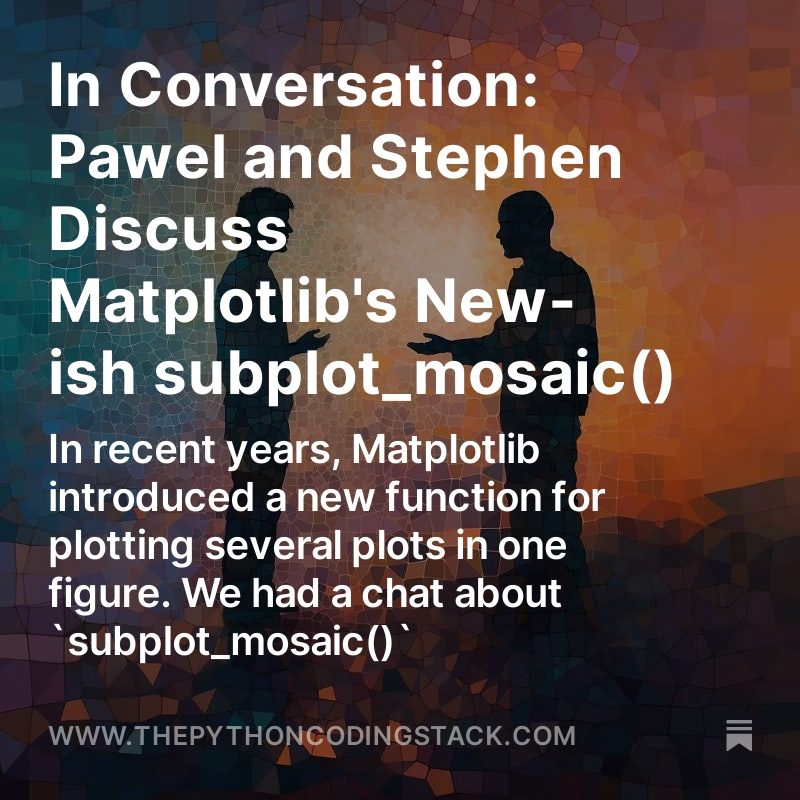 In Conversation:
Pawel and Stephen
Discuss
Matplotlib's New-
ish subplot_mosaic()
In recent years, Matplotlib
introduced a new function for
plotting several plots in one
figure. We had a chat about
`subplot_mosaic()`
WWW.THEPYTHONCODINGSTACK.COM